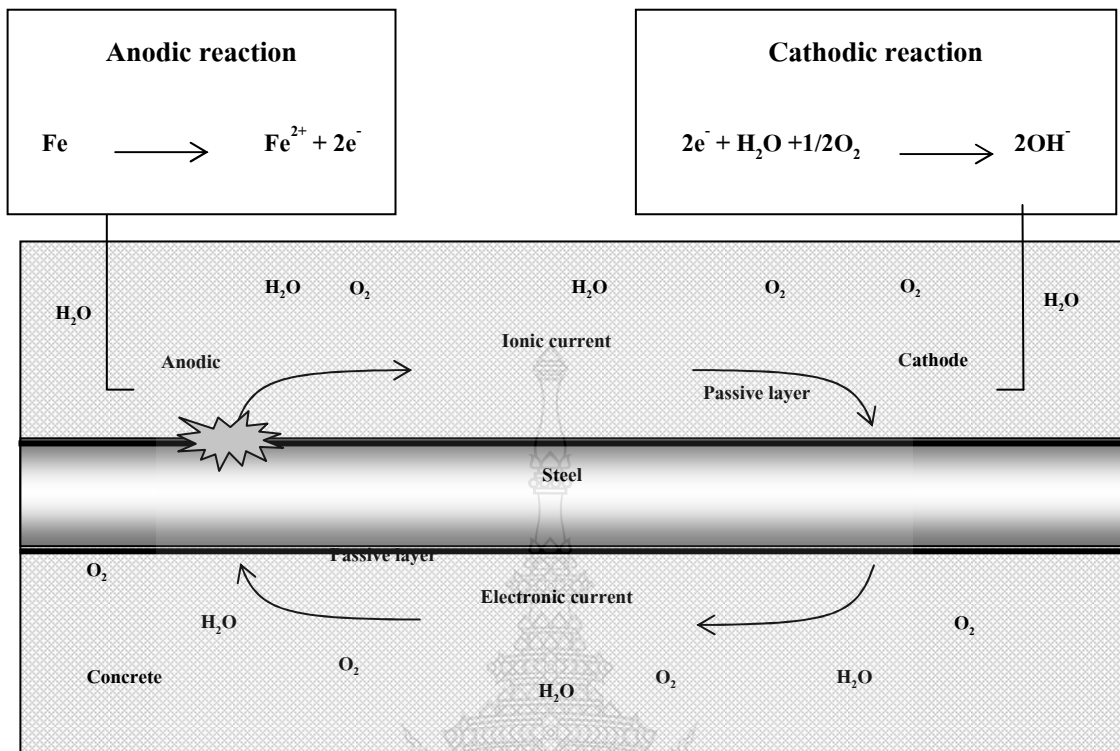 Anodic reaction
Fe ⟶ Fe²⁺ + 2e⁻
Cathodic reaction
2e⁻ + H₂O +1/2O₂ ⟶ 2OH⁻
H₂O
H₂O O₂
H₂O
O₂
O₂
H₂O
Anodic
Ionic current
Cathode
Passive layer
Steel
Passive layer
O₂
Electronic current
H₂O
O₂
Concrete
O₂
H₂O
O₂
H₂O